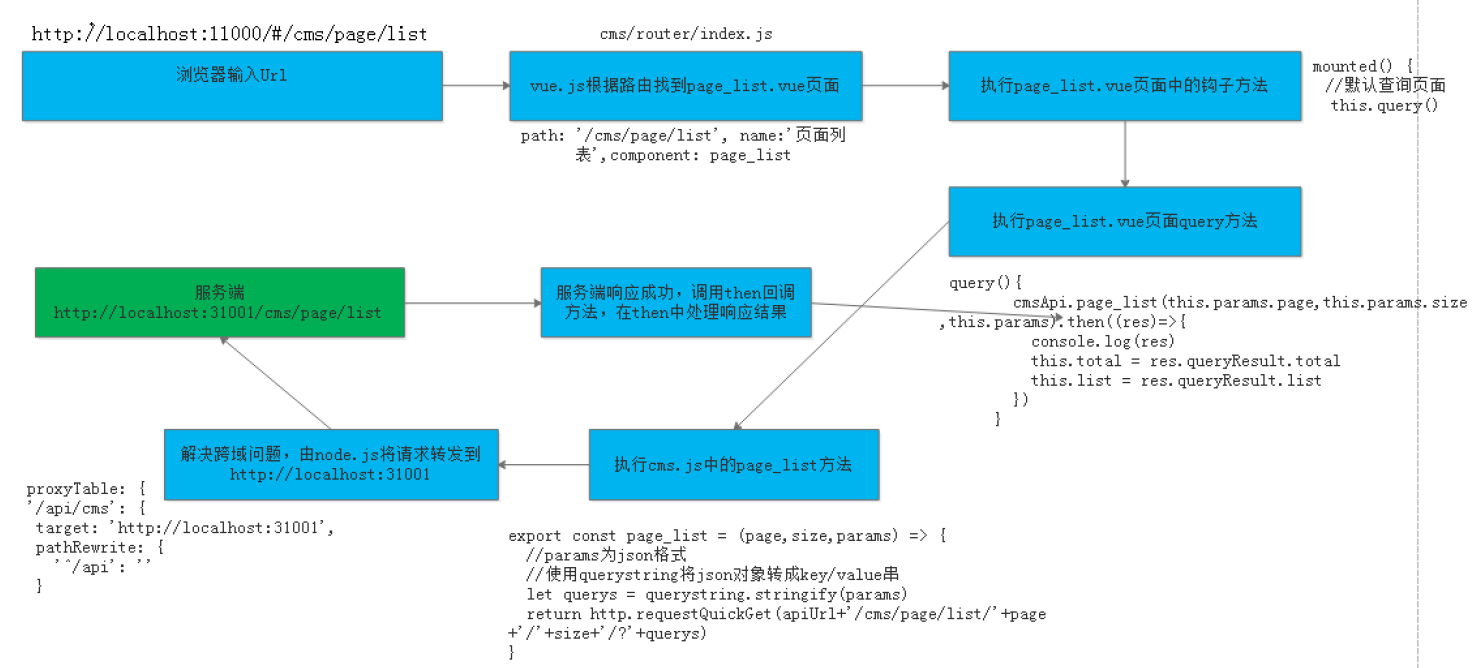 http://localhost:11000/#/cms/page/list
浏览器输入Url
cms/router/index.js
vue.js根据路由找到page_list.vue页面
path: '/cms/page/list', name:'页面列
表',component: page_list
执行page_list.vue页面中的钩子方法
mounted() {
//默认查询页面
this.query()
执行page_list.vue页面query方法
服务端
http://localhost:31001/cms/page/list
服务端响应成功，调用then回调
方法，在then中处理响应结果
query(){
cmsApi.page_list(this.params.page,this.params.size
,this.params).then((res)=>{
console.log(res)
this.total = res.queryResult.total
this.list = res.queryResult.list
})
}
解决跨域问题，由node.js将请求转发到
http://localhost:31001
执行cms.js中的page_list方法
proxyTable: {
'/api/cms': {
target: 'http://localhost:31001',
pathRewrite: {
'^/api': ''
}
export const page_list = (page,size,params) => {
//params为json格式
//使用querystring将json对象转成key/value串
let querys = querystring.stringify(params)
return http.requestQuickGet(apiUrl+'/cms/page/list/'+page
+'/'+size+'/?'+querys)
}